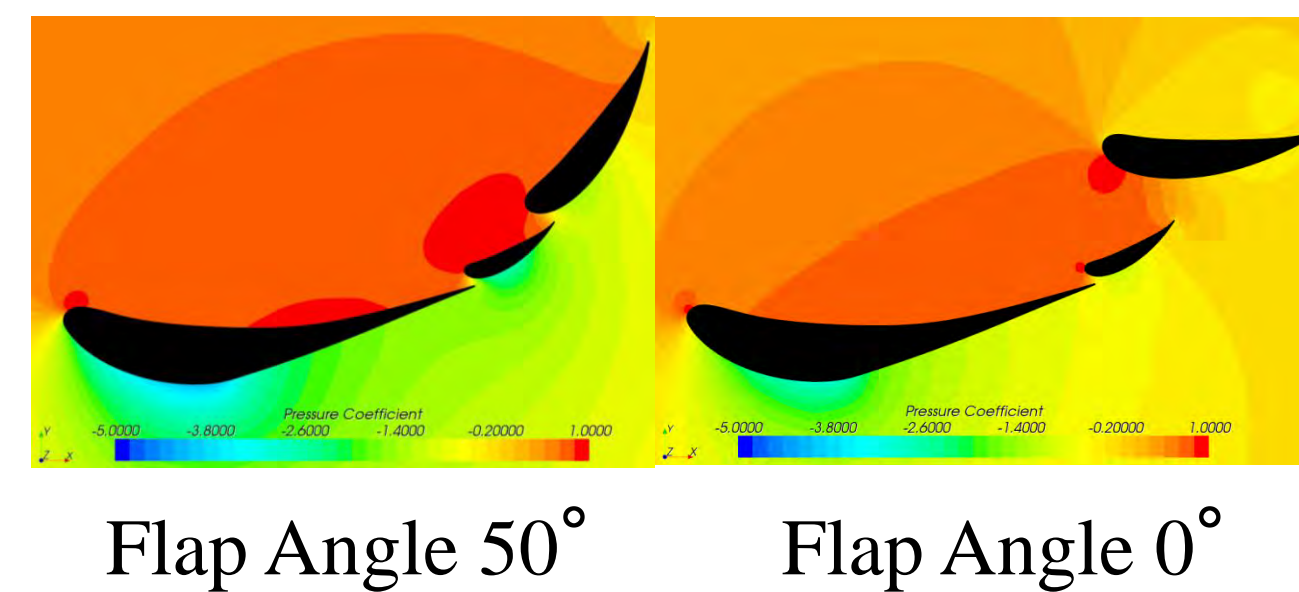 Pressure Coefficient
-5.0000 -3.8000 -2.6000 -1.4000 -0.20000 1.0000
Y
Z X
Pressure Coefficient
-5.0000 -3.8000 -2.6000 -1.4000 -0.20000 1.0000
Y
Z X
Flap Angle 50°
Flap Angle 0°